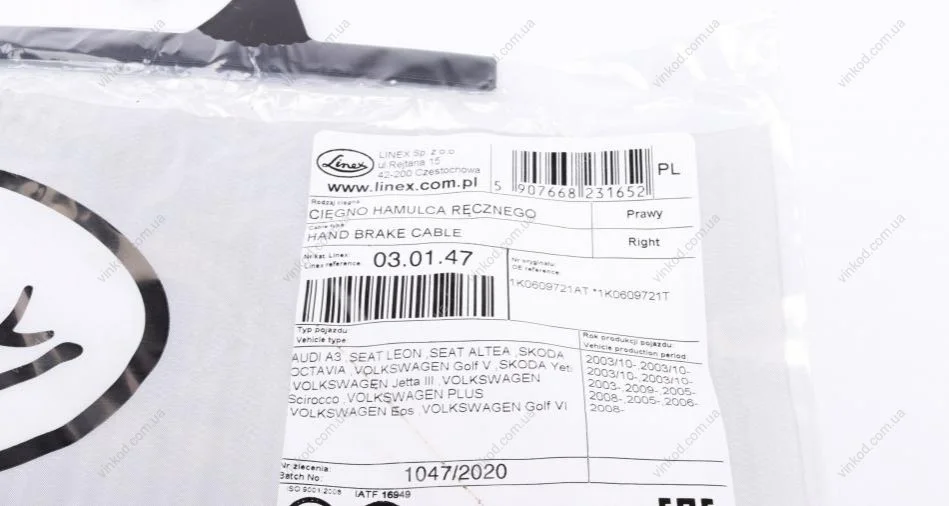 Linex
LINEX Sp. z o.o
ul.Rejtana 15
42-200 Czestochowa
www.linex.com.pl
5 907668 231652
PL
Rodzaj cięgna
CIĘGNO HAMULCA RĘCZNEGO
Prawy
Cable type
HAND BRAKE CABLE
Right
Nr kat. Linex:
Linex reference:
03.01.47
Nr oryginału:
OE reference:
1K0609721AT *1K0609721T
Typ pojazdu
Vehicle type
Rok produkcji pojazdu:
Vehicle production period
AUDI A3 ,SEAT LEON ,SEAT ALTEA ,SKODA
OCTAVIA ,VOLKSWAGEN Golf V ,SKODA Yeti
,VOLKSWAGEN Jetta III ,VOLKSWAGEN
Scirocco ,VOLKSWAGEN PLUS
,VOLKSWAGEN Eos ,VOLKSWAGEN Golf VI
2003/10-,2003/10-
,2003/10-,2003/10-
,2003-,2009-,2005-
,2008-,2005-,2006-
,2008-
Nr zlecenia:
Batch No.
1047/2020
ISO 9001:2008
IATF 16949
vinkod.com.ua